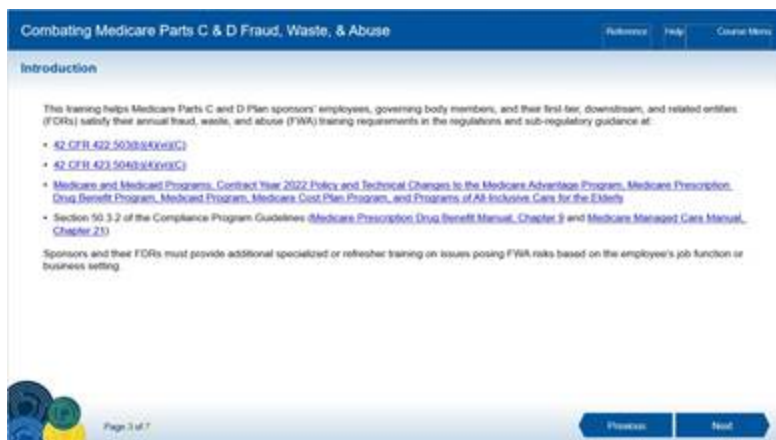 Combating Medicare Parts C & D Fraud, Waste, & Abuse
Reference Help Course Menu
Introduction
This training helps Medicare Parts C and D Plan sponsors' employees, governing body members, and their first-tier, downstream, and related entities
(FDRs) satisfy their annual fraud, waste, and abuse (FWA) training requirements in the regulations and sub-regulatory guidance at:
• 42 CFR 422.503(b)(4)(vi)(C)
• 42 CFR 423.504(b)(4)(vi)(C)
• Medicare and Medicaid Programs, Contract Year 2022 Policy and Technical Changes to the Medicare Advantage Program, Medicare Prescription
Drug Benefit Program, Medicaid Program, Medicare Cost Plan Program, and Programs of All-Inclusive Care for the Elderly
• Section 50.3.2 of the Compliance Program Guidelines (Medicare Prescription Drug Benefit Manual, Chapter 9 and Medicare Managed Care Manual,
Chapter 21)
Sponsors and their FDRs must provide additional specialized or refresher training on issues posing FWA risks based on the employee's job function or
business setting.
Page 3 of 7
Previous Next